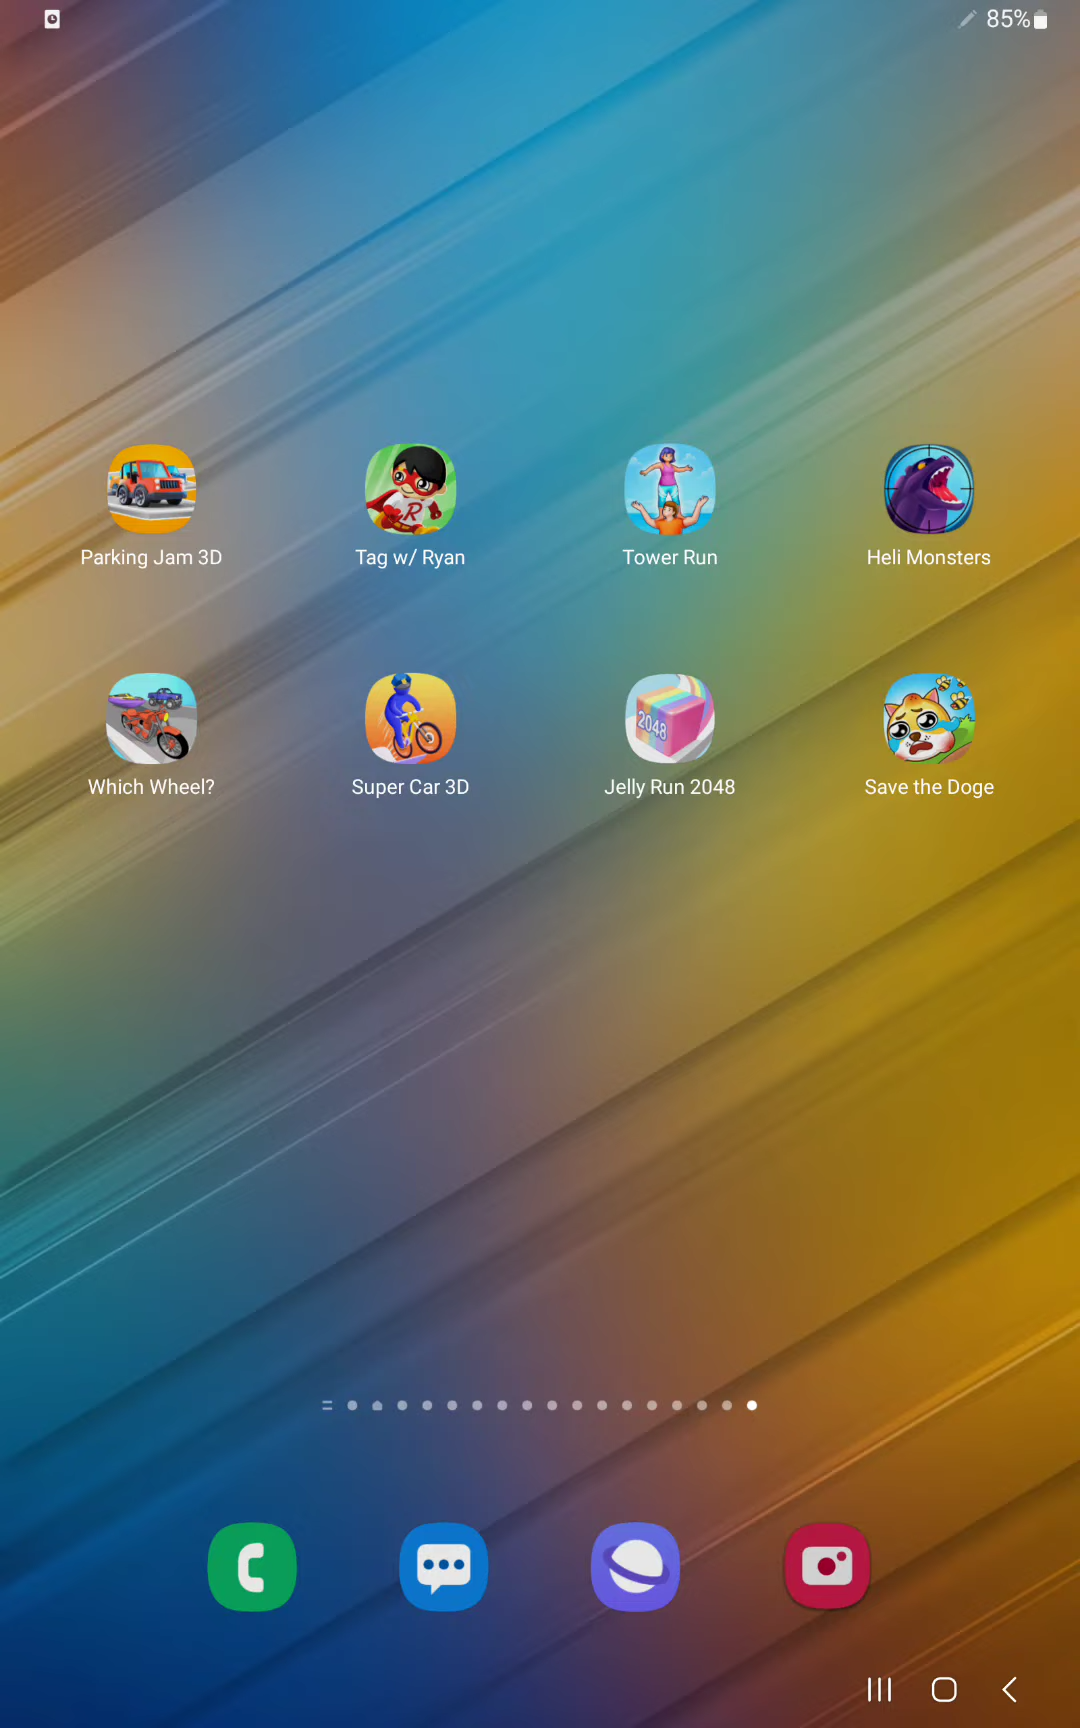 85%
Parking Jam 3D
Tag w/ Ryan
Tower Run
Heli Monsters
R
Which Wheel?
Super Car 3D
Jelly Run 2048
Save the Doge
2048